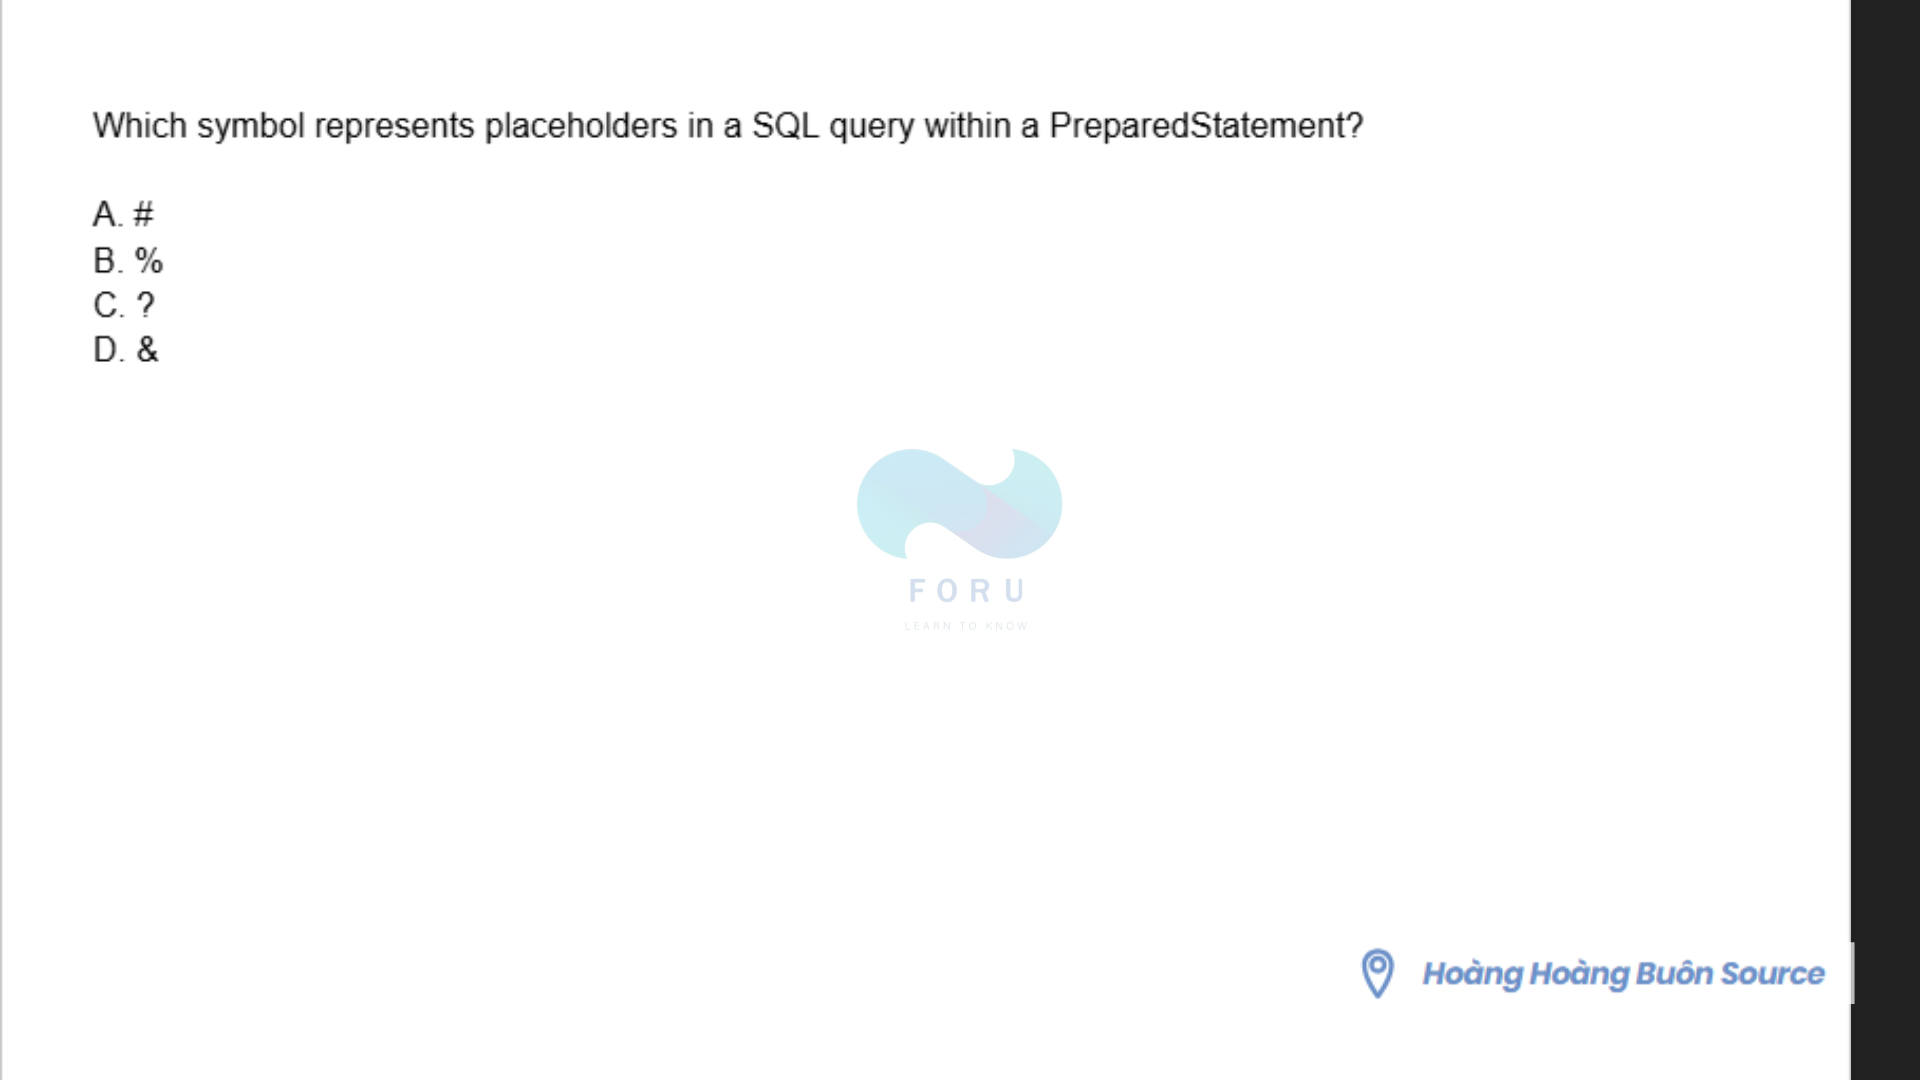 Which symbol represents placeholders in a SQL query within a PreparedStatement?
A. #
B. %
C. ?
D. &
FORU
LEARN TO KNOW
Hoàng Hoàng Buôn Source